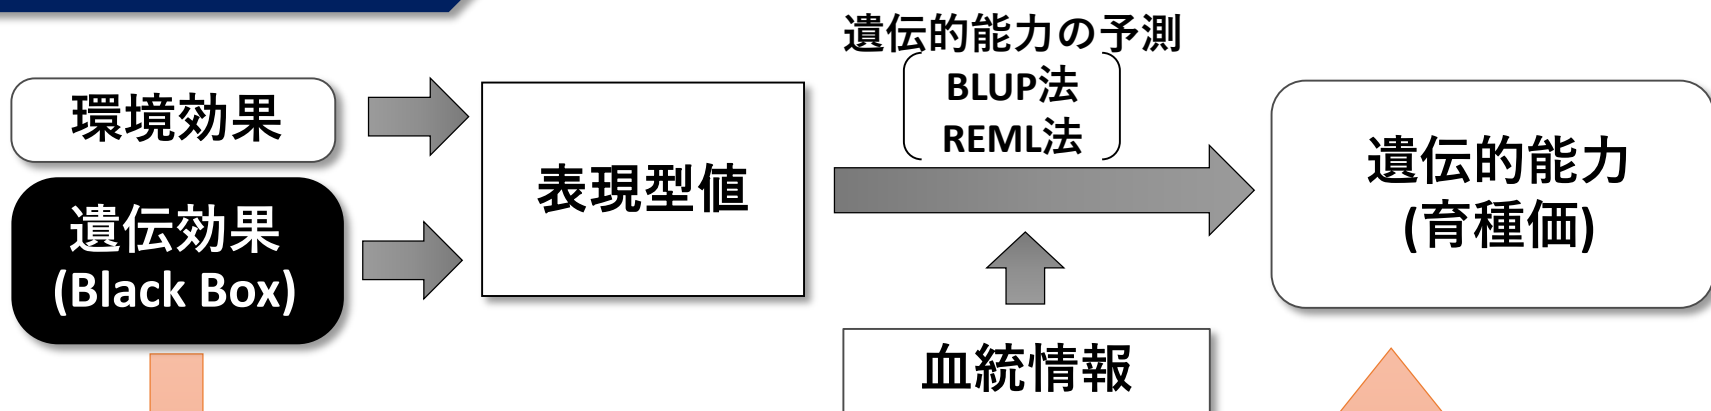 遺伝的能力の予測
BLUP法
REML法
環境効果
遺伝効果
(Black Box)
表現型値
遺伝的能力
(育種価)
血統情報